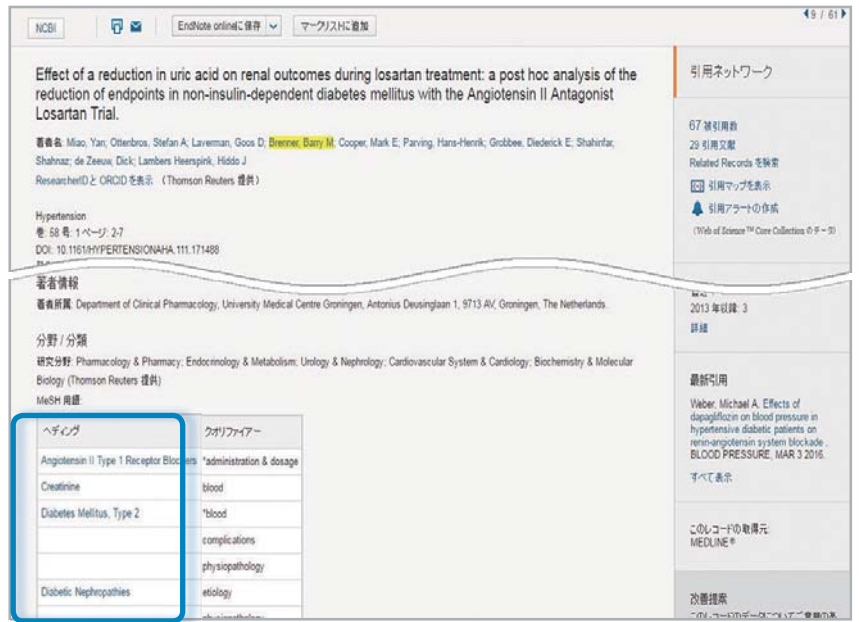 NCBI
EndNote onlineに保存
マークリストに追加
9 / 61
Effect of a reduction in uric acid on renal outcomes during losartan treatment: a post hoc analysis of the
reduction of endpoints in non-insulin-dependent diabetes mellitus with the Angiotensin II Antagonist
Losartan Trial.
著者名: Miao, Yan; Ottenbros, Stefan A; Laverman, Goos D; Brenner, Barry M; Cooper, Mark E; Parving, Hans-Henrik; Grobbee, Diederick E; Shahinfar,
Shahnaz; de Zeeuw, Dick; Lambers Heerspink, Hiddo J
ResearcherIDと ORCID を表示 (Thomson Reuters 提供)
Hypertension
巻: 58 号: 1 ページ: 2-7
DOI: 10.1161/HYPERTENSIONAHA.111.171488
著者情報
著者所属: Department of Clinical Pharmacology, University Medical Centre Groningen, Antonius Deusinglaan 1, 9713 AV, Groningen, The Netherlands.
分野 / 分類
研究分野: Pharmacology & Pharmacy; Endocrinology & Metabolism; Urology & Nephrology; Cardiovascular System & Cardiology; Biochemistry & Molecular
Biology (Thomson Reuters 提供)
MeSH 用語:
ヘディング クオリファイアー
Angiotensin II Type 1 Receptor Blockers *administration & dosage
Creatinine blood
Diabetes Mellitus, Type 2 *blood
complications
physiopathology
Diabetic Nephropathies etiology
physiopathology
引用ネットワーク
67 被引用数
29 引用文献
Related Records を検索
引用マップを表示
引用アラートの作成
(Web of Science™ Core Collection のデータ)
2013 年以降: 3
詳細
最新引用
Weber, Michael A. Effects of
dapagliflozin on blood pressure in
hypertensive diabetic patients on
renin-angiotensin system blockade .
BLOOD PRESSURE, MAR 3 2016.
すべて表示
このレコードの取得元:
MEDLINE®
改善提案